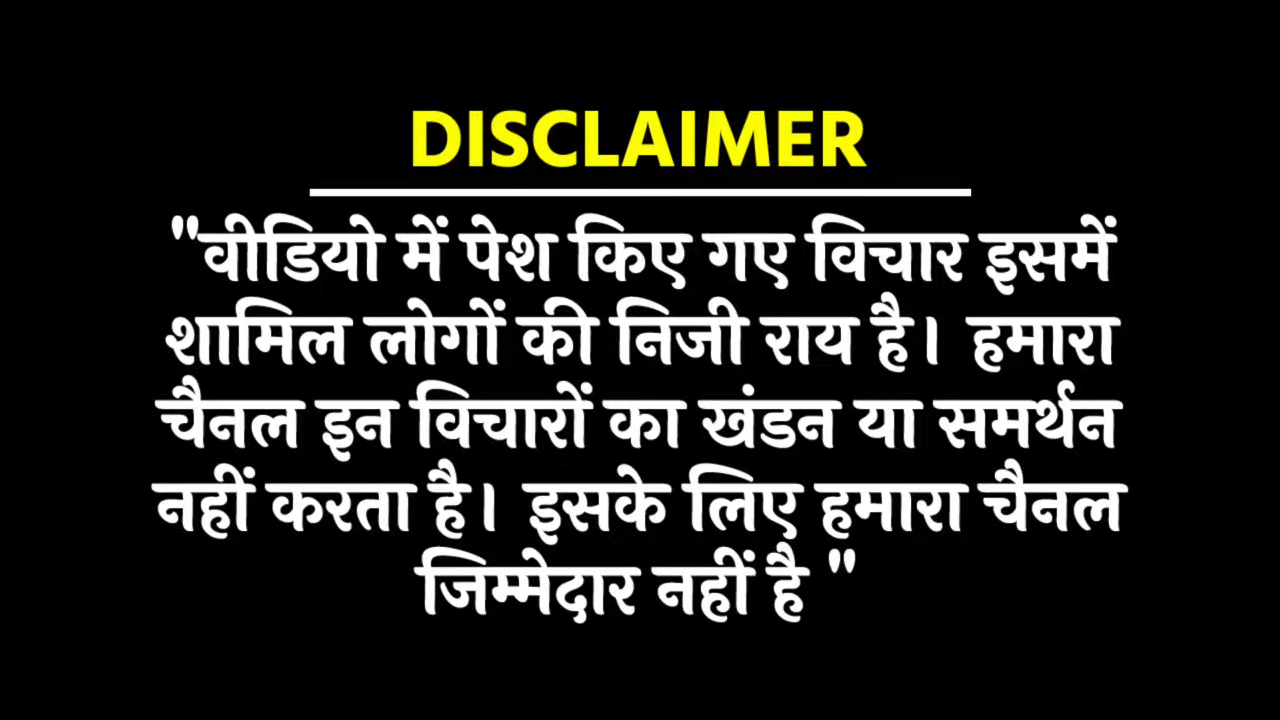 DISCLAIMER
"वीडियो में पेश किए गए विचार इसमें
शामिल लोगों की निजी राय है। हमारा
चैनल इन विचारों का खंडन या समर्थन
नहीं करता है। इसके लिए हमारा चैनल
जिम्मेदार नहीं है "